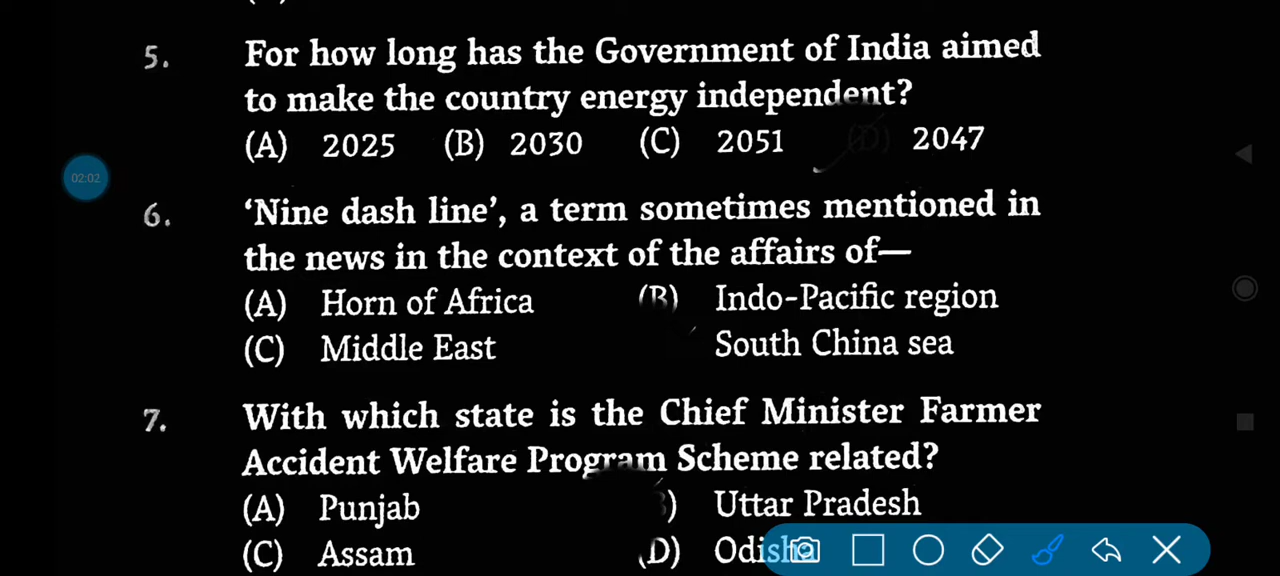 5. For how long has the Government of India aimed
to make the country energy independent?
(A) 2025 (B) 2030 (C) 2051 (D) 2047
02:02
6. ‘Nine dash line’, a term sometimes mentioned in
the news in the context of the affairs of—
(A) Horn of Africa (B) Indo-Pacific region
(C) Middle East South China sea
7. With which state is the Chief Minister Farmer
Accident Welfare Program Scheme related?
(A) Punjab ) Uttar Pradesh
(C) Assam (D) Odisha